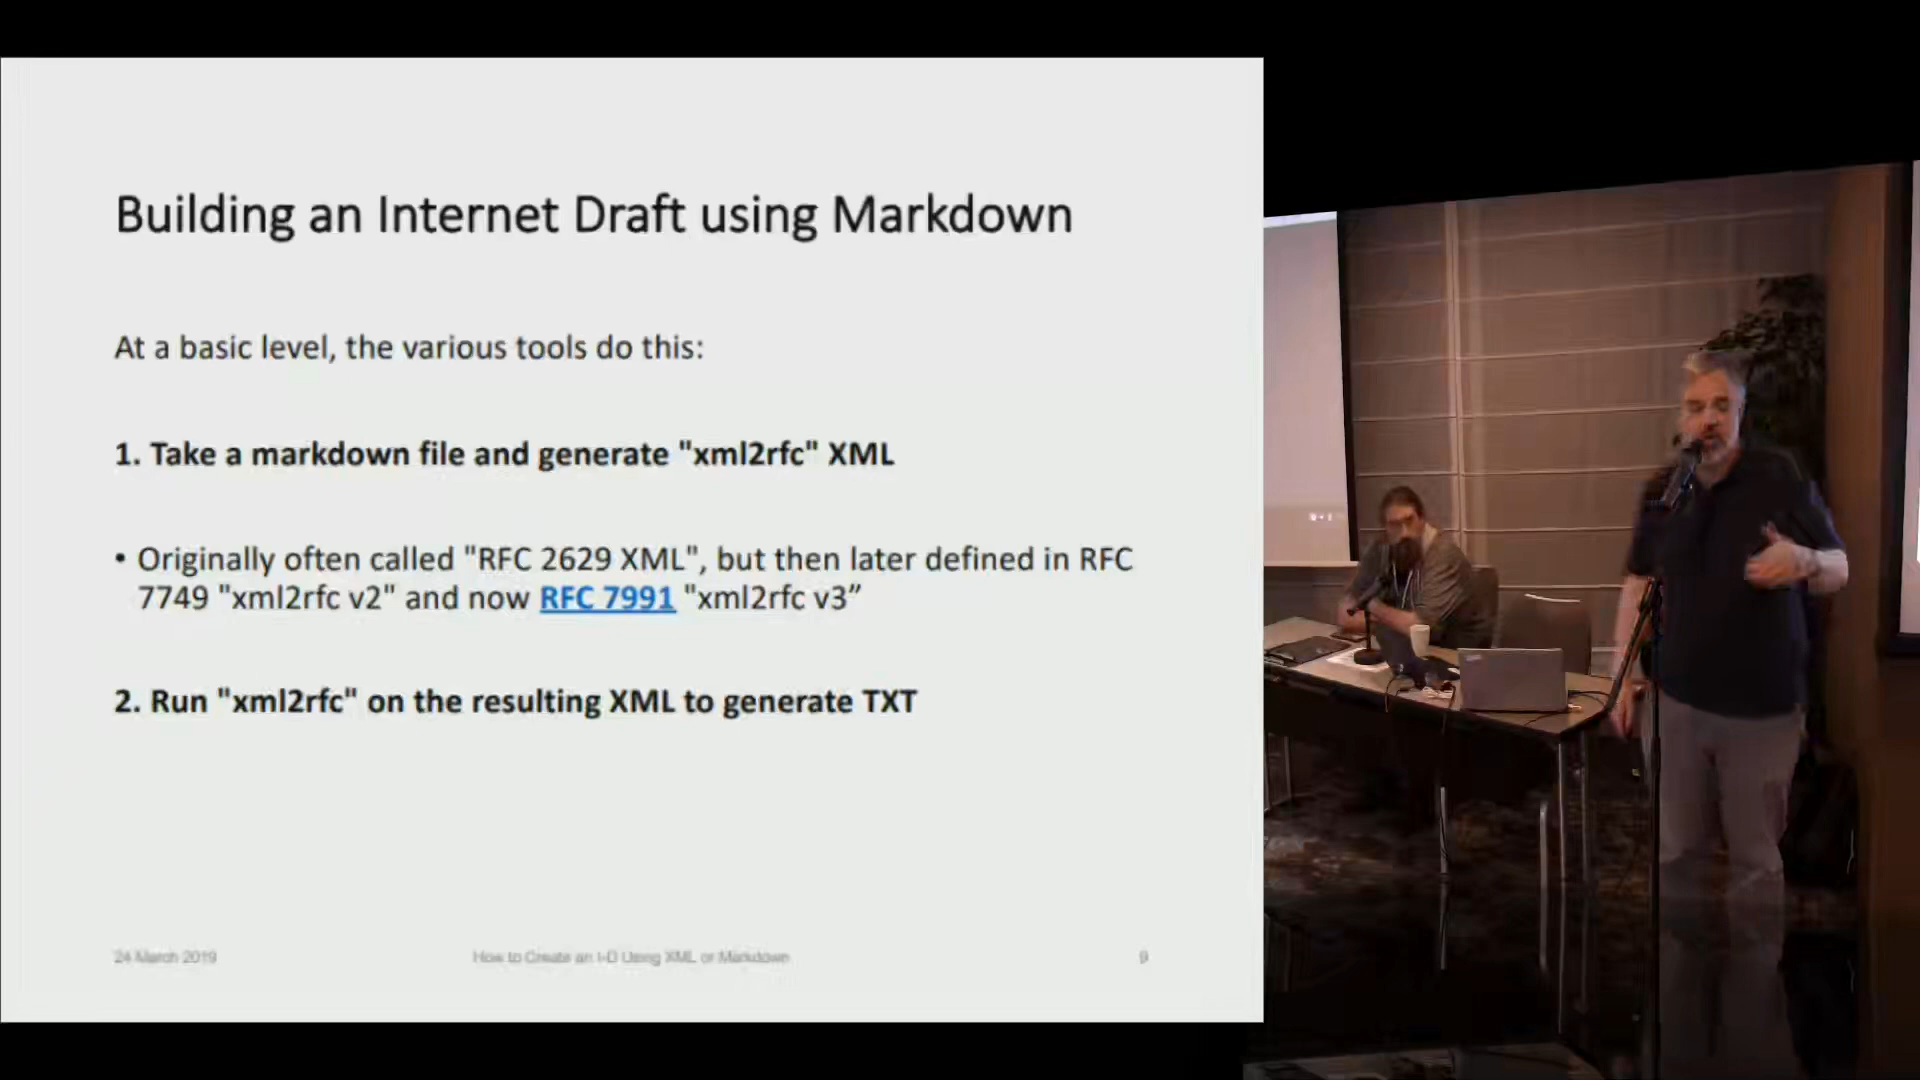 Building an Internet Draft using Markdown
At a basic level, the various tools do this:
1. Take a markdown file and generate "xml2rfc" XML
• Originally often called "RFC 2629 XML", but then later defined in RFC
7749 "xml2rfc v2" and now RFC 7991 "xml2rfc v3”
2. Run "xml2rfc" on the resulting XML to generate TXT
24 March 2019
How to Create an I-D Using XML or Markdown
9